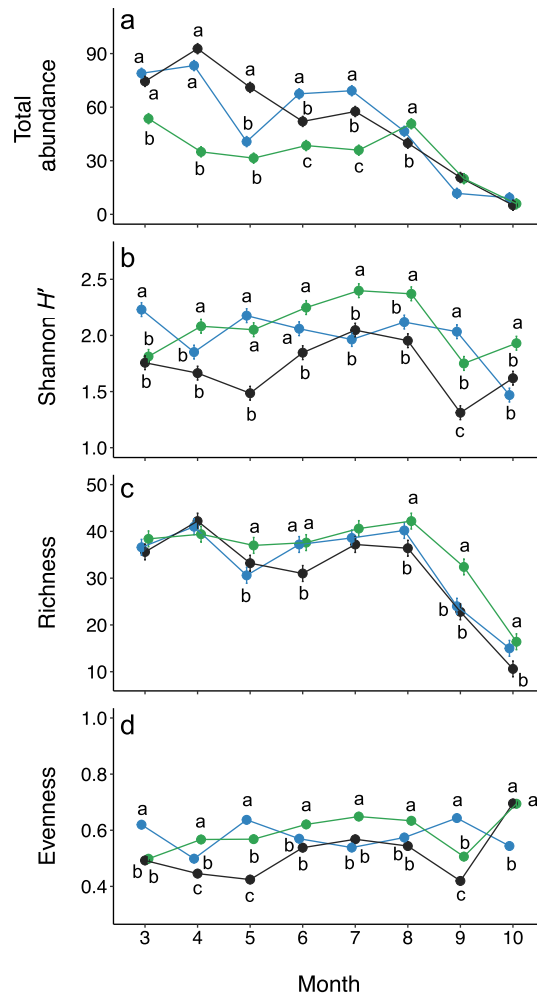 a
a
a a a
90
a a
a a
60
b a
b b
b
30
b b c c b
0
Total
abundance
b
a a a a a a
2.5
b b
b a a b a
2.0
b b b
b b b
1.5
b b
c
1.0
Shannon H′
c
50
a
a a a
40
a
30
b b b
b b
20
a
10
b
Richness
d
1.0
0.8
a a a a a a a a a
0.6
b b b b b b b b b
b b
0.4
c c c
Evenness
3 4 5 6 7 8 9 10
Month